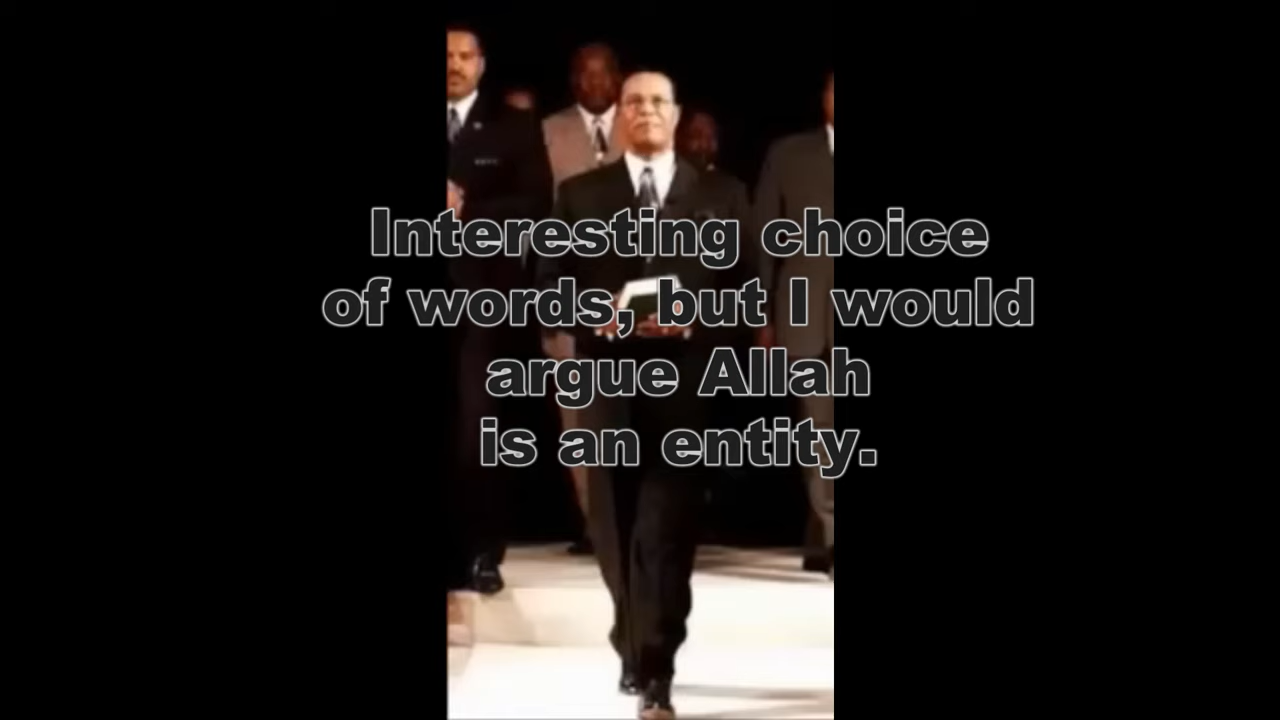 Interesting choice
of words, but I would
argue Allah
is an entity.